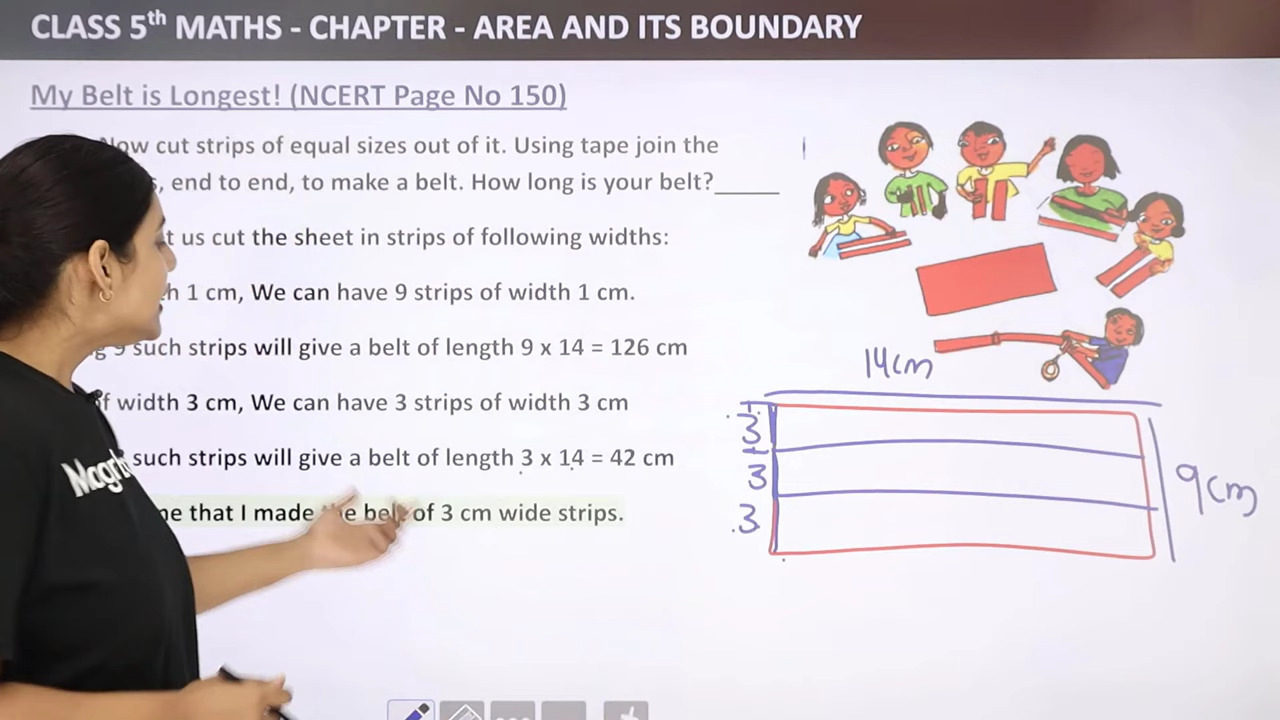 CLASS 5th MATHS - CHAPTER - AREA AND ITS BOUNDARY
My Belt is Longest! (NCERT Page No 150)
Now cut strips of equal sizes out of it. Using tape join the
, end to end, to make a belt. How long is your belt?_____
us cut the sheet in strips of following widths:
1 cm, We can have 9 strips of width 1 cm.
9 such strips will give a belt of length 9 x 14 = 126 cm
of width 3 cm, We can have 3 strips of width 3 cm
such strips will give a belt of length 3 x 14 = 42 cm
that I made the belt of 3 cm wide strips.
14cm
3
3
3
9cm